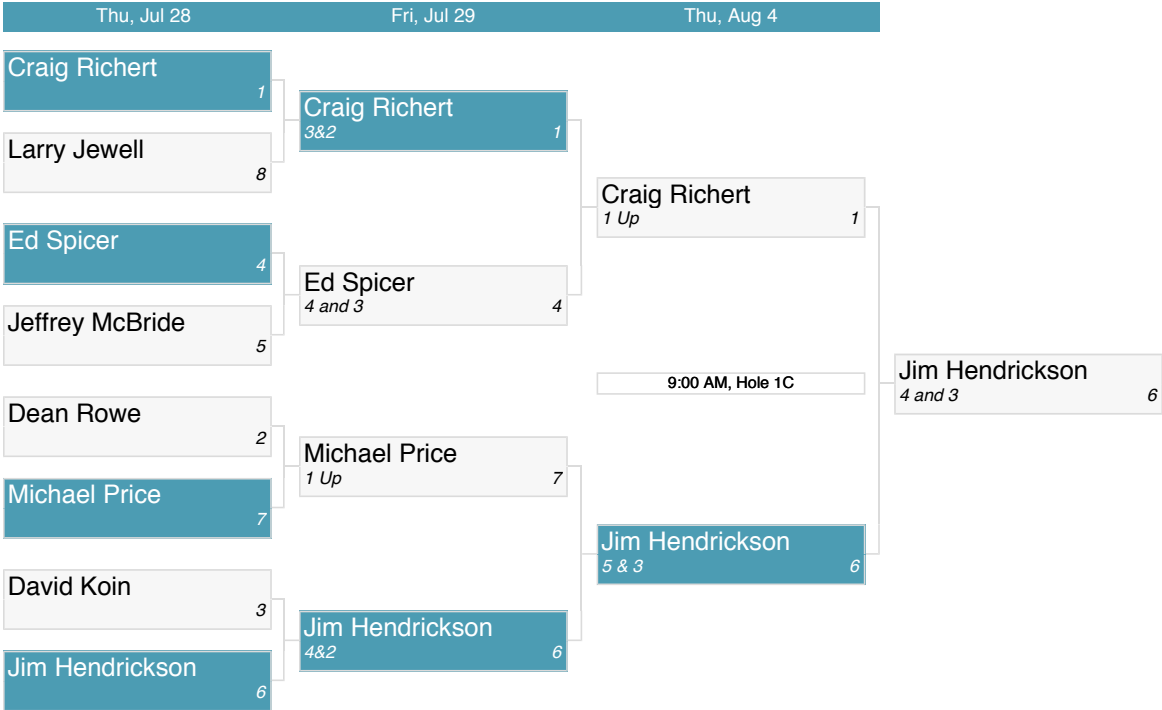 Thu, Jul 28
Fri, Jul 29
Thu, Aug 4
Craig Richert
1
Larry Jewell
8
Ed Spicer
4
Jeffrey McBride
5
Dean Rowe
2
Michael Price
7
David Koin
3
Jim Hendrickson
6
Craig Richert
3&2 1
Ed Spicer
4 and 3 4
Michael Price
1 Up 7
Jim Hendrickson
4&2 6
Craig Richert
1 Up 1
9:00 AM, Hole 1C
Jim Hendrickson
5 & 3 6
Jim Hendrickson
4 and 3 6